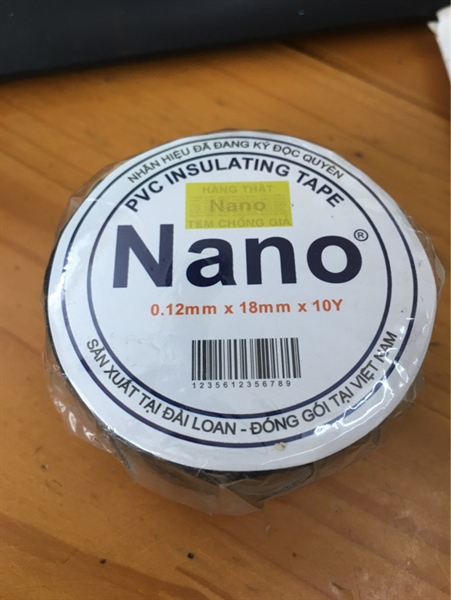 NHÃN HIỆU ĐÃ ĐANG KÝ ĐỘC QUYỀN
PVC INSULATING TAPE
HÀNG THẬT
Nano
TEM CHỐNG GIẢ
Nano®
0.12mm x 18mm x 10Y
1235612356789
SẢN XUẤT TẠI ĐÀI LOAN - ĐÓNG GÓI TẠI VIỆT NAM